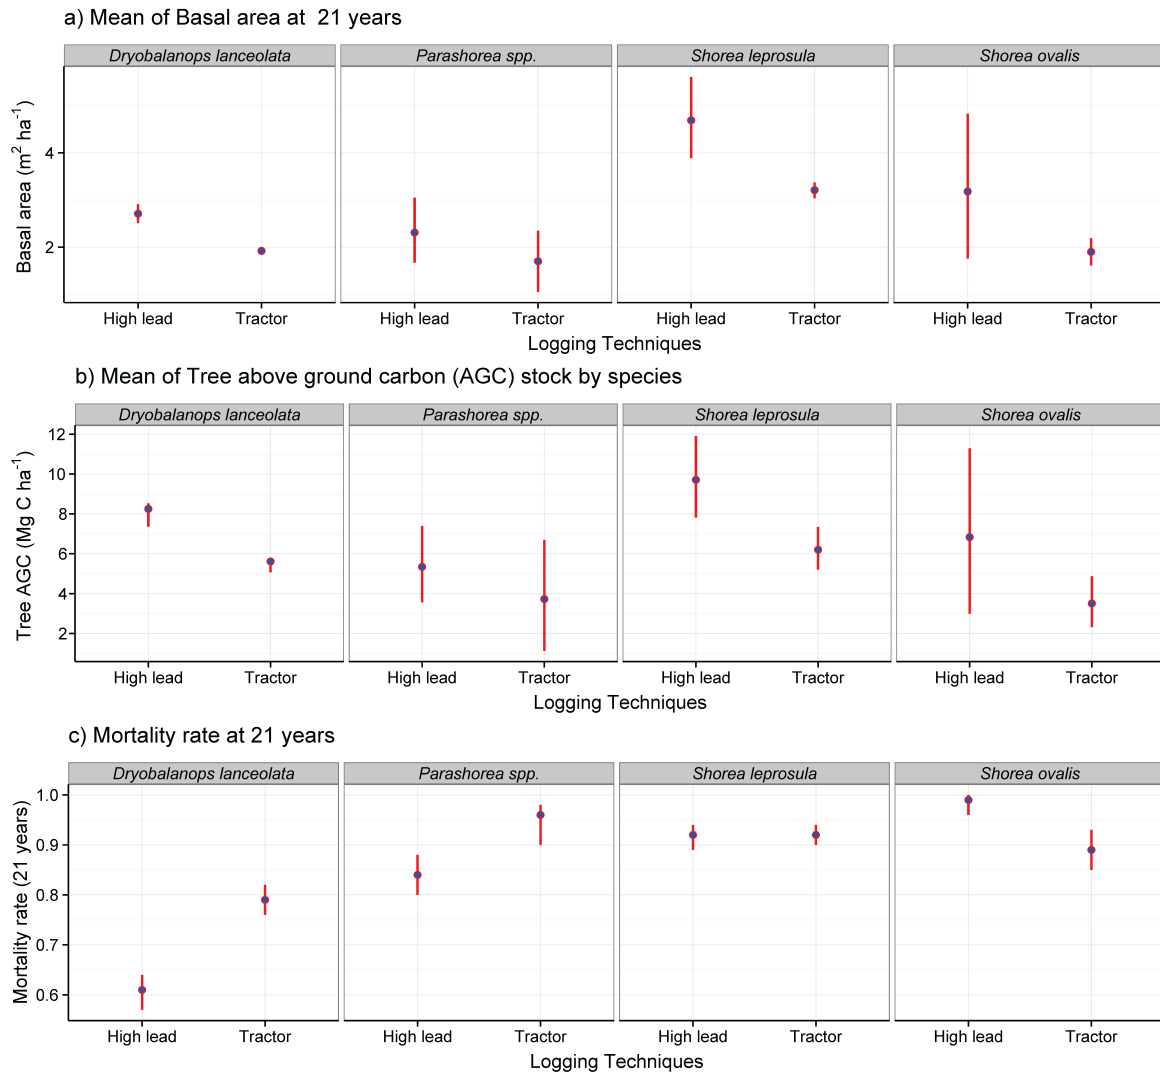 a) Mean of Basal area at 21 years
Dryobalanops lanceolata
Parashorea spp.
Shorea leprosula
Shorea ovalis
Basal area (m² ha⁻¹)
4
2
High lead
Tractor
High lead
Tractor
High lead
Tractor
High lead
Tractor
Logging Techniques
b) Mean of Tree above ground carbon (AGC) stock by species
Dryobalanops lanceolata
Parashorea spp.
Shorea leprosula
Shorea ovalis
Tree AGC (Mg C ha⁻¹)
12
10
8
6
4
2
High lead
Tractor
High lead
Tractor
High lead
Tractor
High lead
Tractor
Logging Techniques
c) Mortality rate at 21 years
Dryobalanops lanceolata
Parashorea spp.
Shorea leprosula
Shorea ovalis
Mortality rate (21 years)
1.0
0.9
0.8
0.7
0.6
High lead
Tractor
High lead
Tractor
High lead
Tractor
High lead
Tractor
Logging Techniques